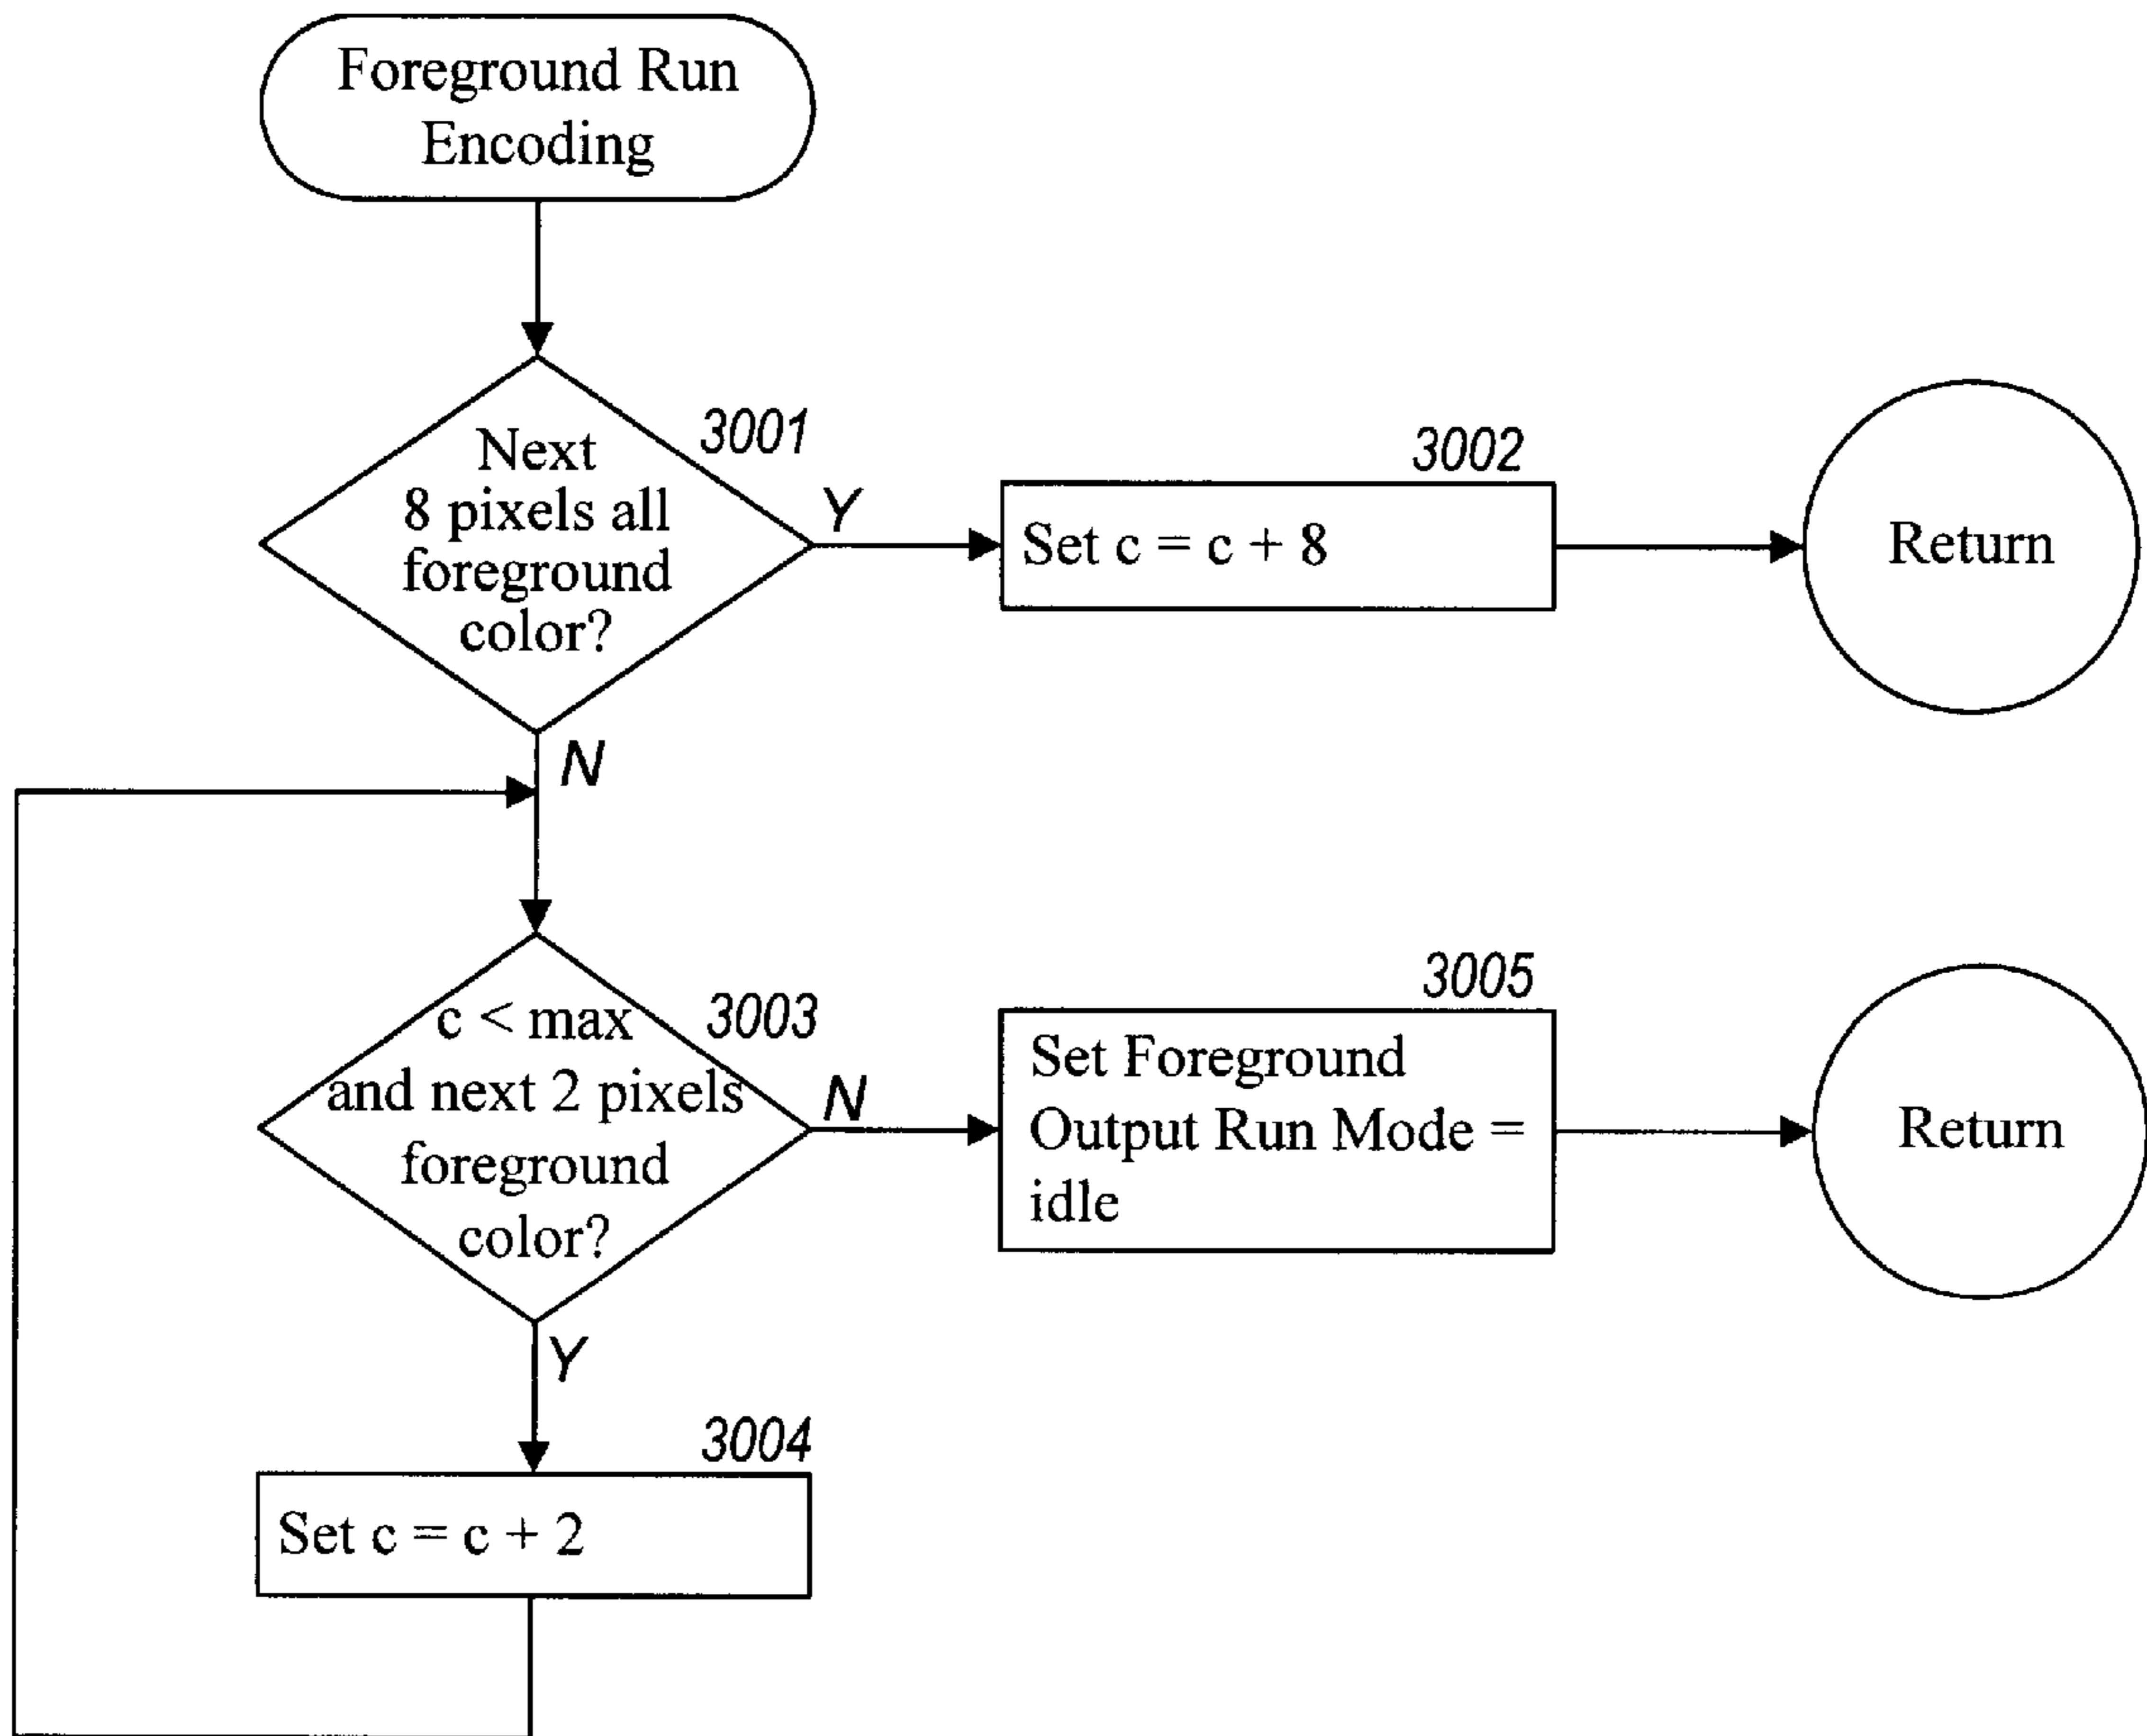 Foreground Run
Encoding
3001
Next
8 pixels all
foreground
color?
Y
3002
Set c = c + 8
Return
N
3003
c < max
and next 2 pixels
foreground
color?
N
3005
Set Foreground
Output Run Mode =
idle
Return
Y
3004
Set c = c + 2